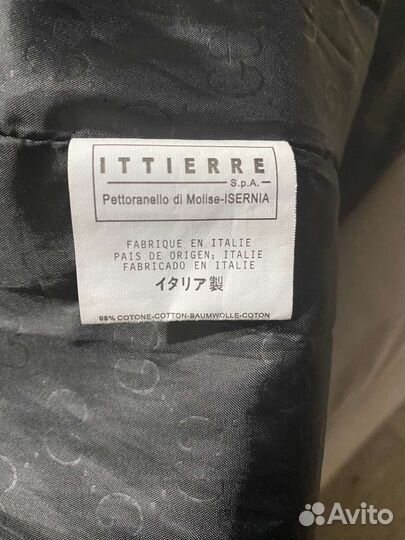 ITTIERRE
S.p.A.
Pettoranello di Molise-ISERNIA
FABRIQUE EN ITALIE
PAIS DE ORIGEN: ITALIE
FABRICADO EN ITALIE
イタリア製
98% COTONE-COTTON-BAUMWOLLE-COTON
Avito